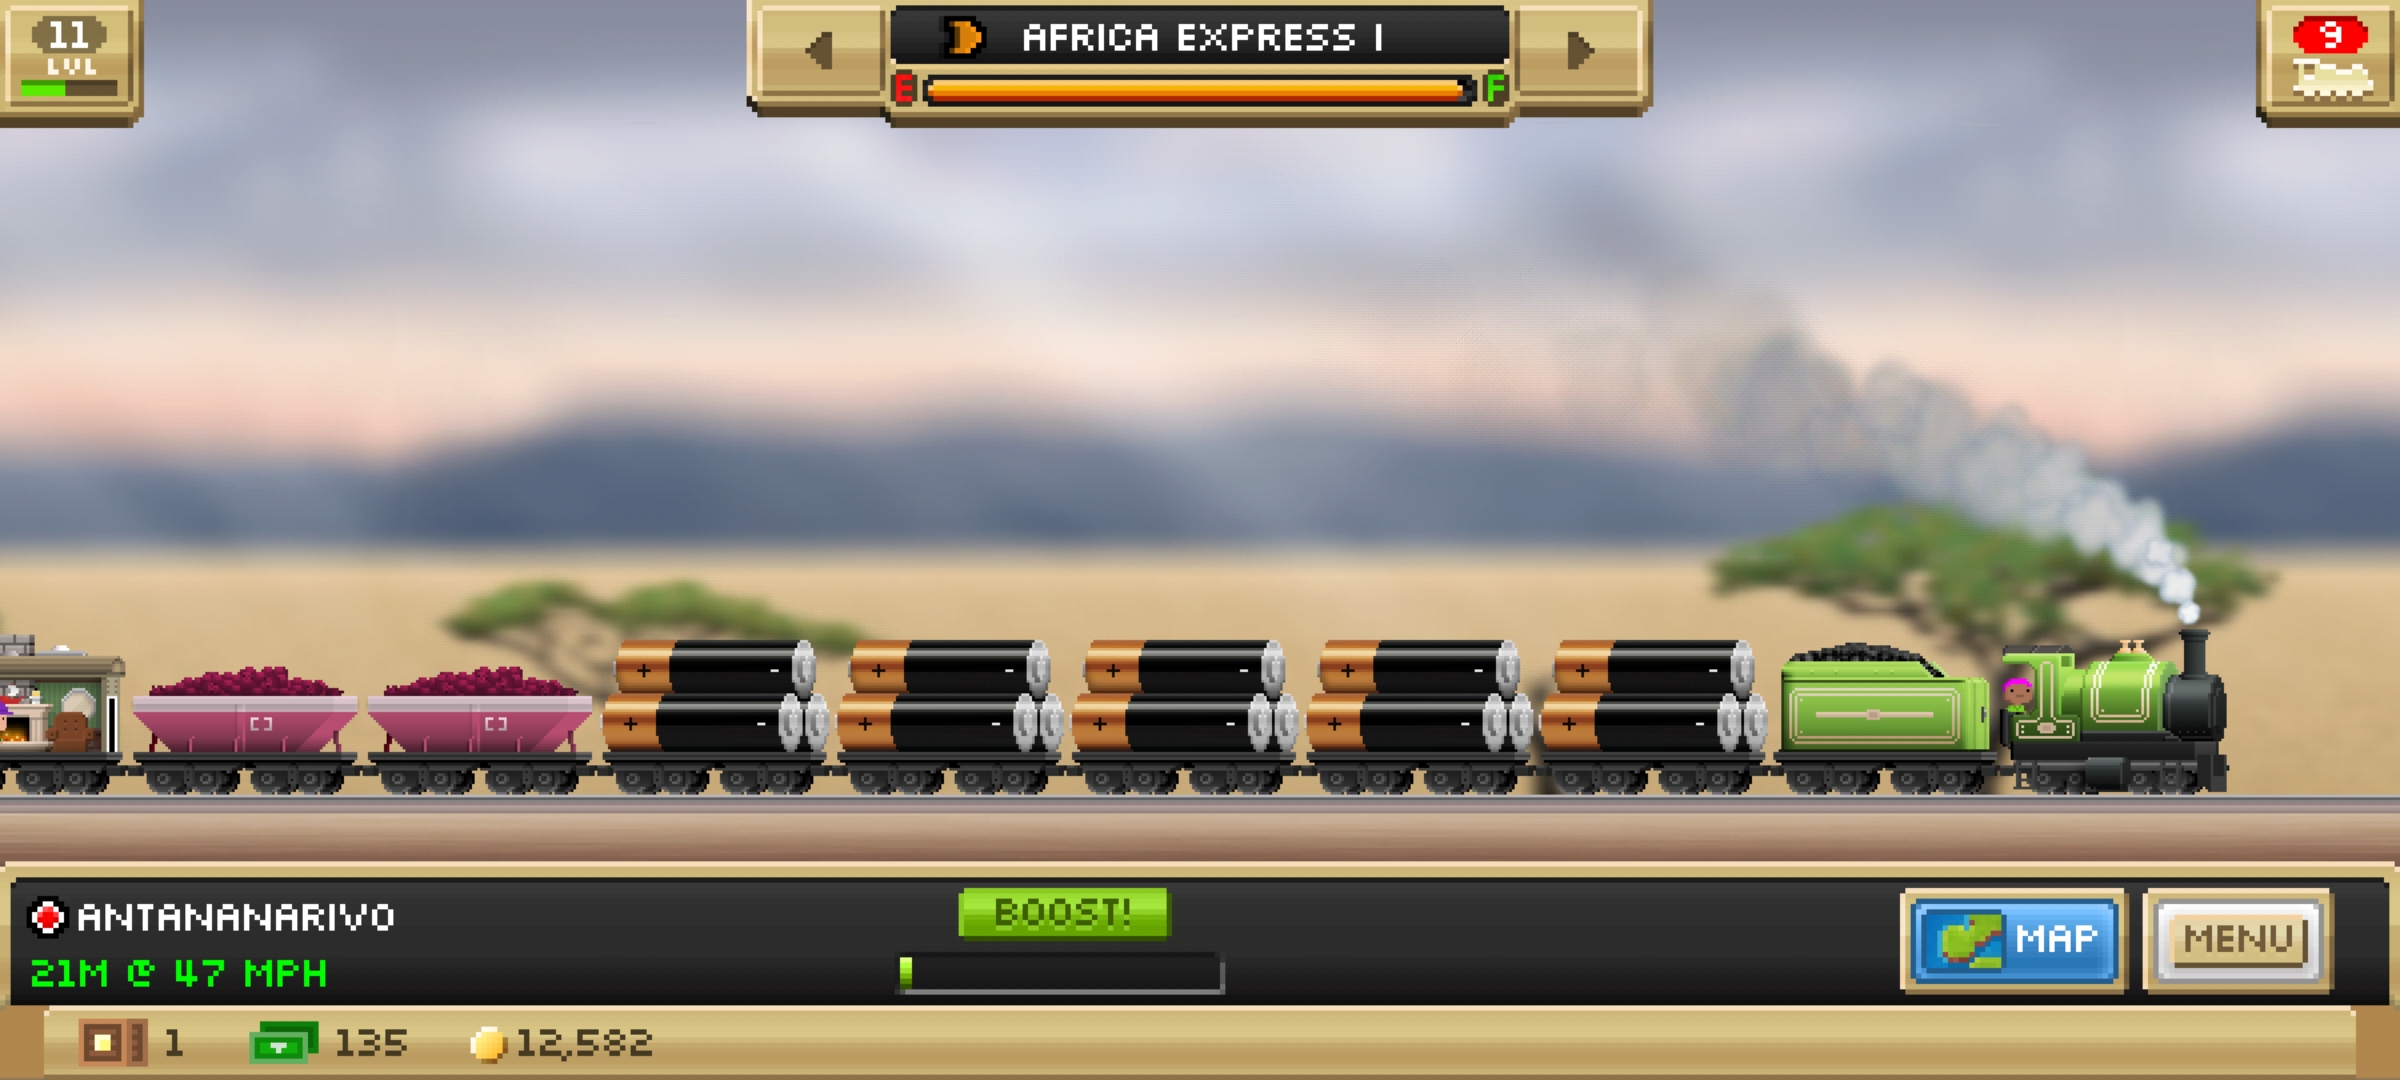 11
LVL
AFRICA EXPRESS I
E
F
9
+ -
+ -
+ -
+ -
+ -
+ -
+ -
+ -
+ -
+ -
ANTANANARIVO
21M @ 47 MPH
BOOST!
MAP
MENU
1
135
12,582